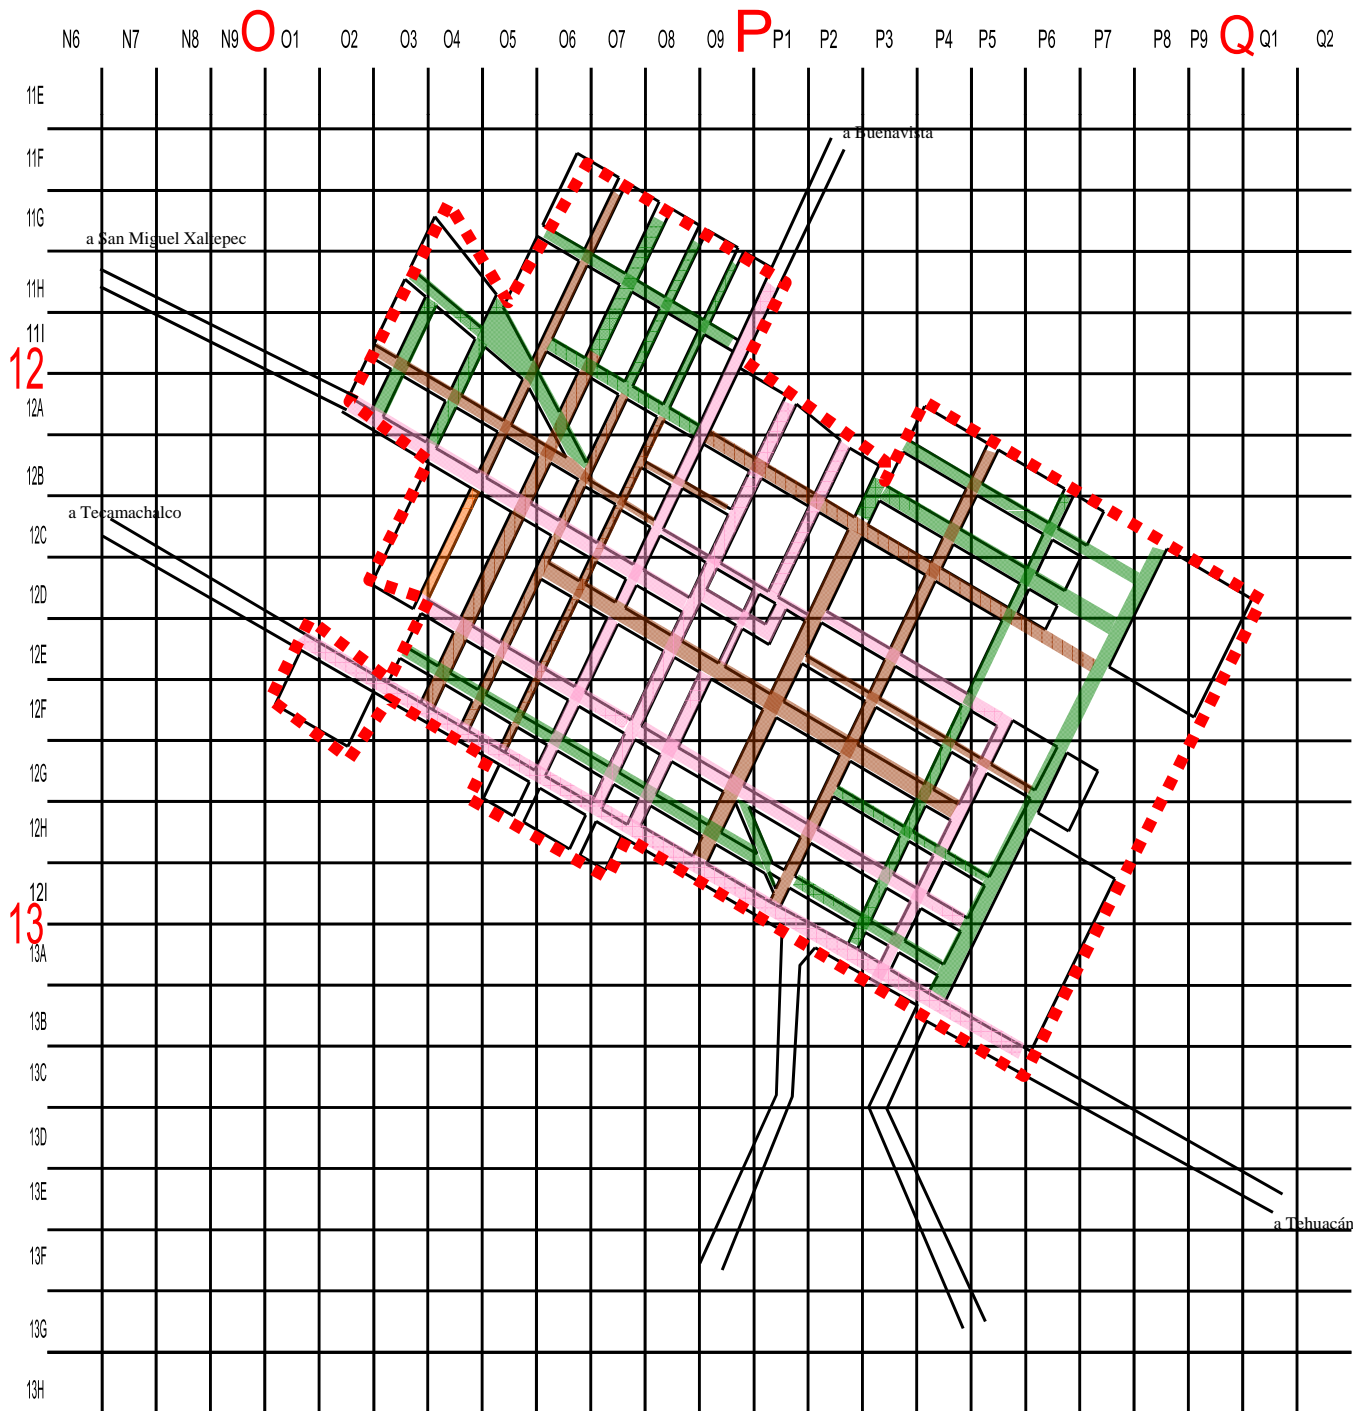 N6 N7 N8 N9 O O1 O2 O3 O4 O5 O6 O7 O8 O9 P P1 P2 P3 P4 P5 P6 P7 P8 P9 Q Q1 Q2
11E
a Buenavista
11F
11G
a San Miguel Xaltepec
11H
11I
12
12A
12B
a Tecamachalco
12C
12D
12E
12F
12G
12H
12I
13
13A
13B
13C
13D
13E
a Tehuacán
13F
13G
13H